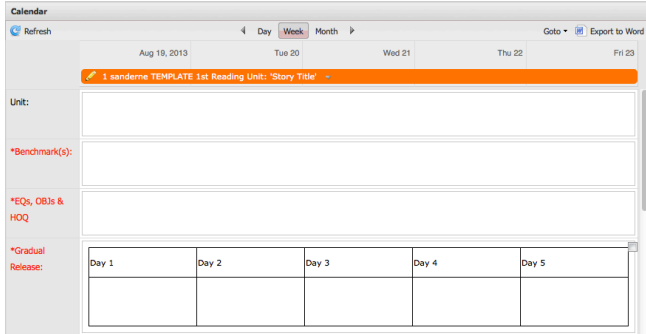 Calendar
Refresh Day Week Month Goto Export to Word
Aug 19, 2013 Tue 20 Wed 21 Thu 22 Fri 23
1 sanderne TEMPLATE 1st Reading Unit: 'Story Title'
Unit:
*Benchmark(s):
*EQs, OBJs &
HOQ
*Gradual
Release:
Day 1 Day 2 Day 3 Day 4 Day 5